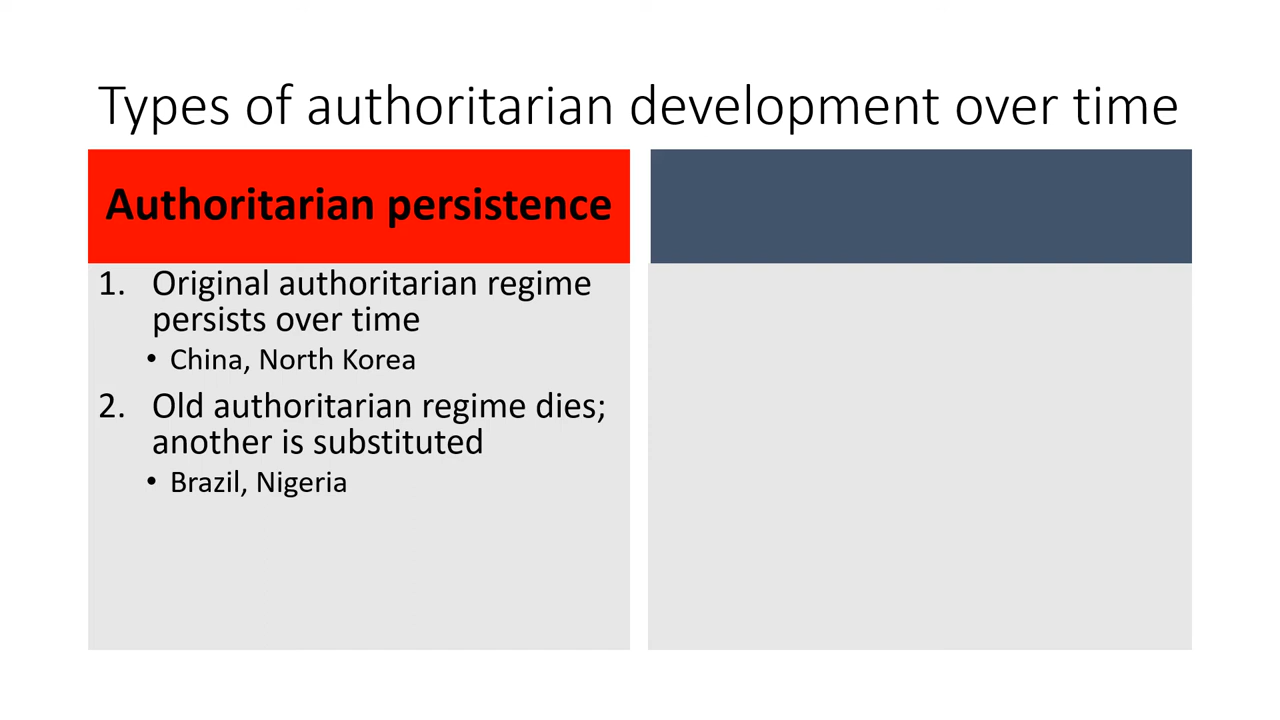 Types of authoritarian development over time
Authoritarian persistence
1. Original authoritarian regime
persists over time
• China, North Korea
2. Old authoritarian regime dies;
another is substituted
• Brazil, Nigeria